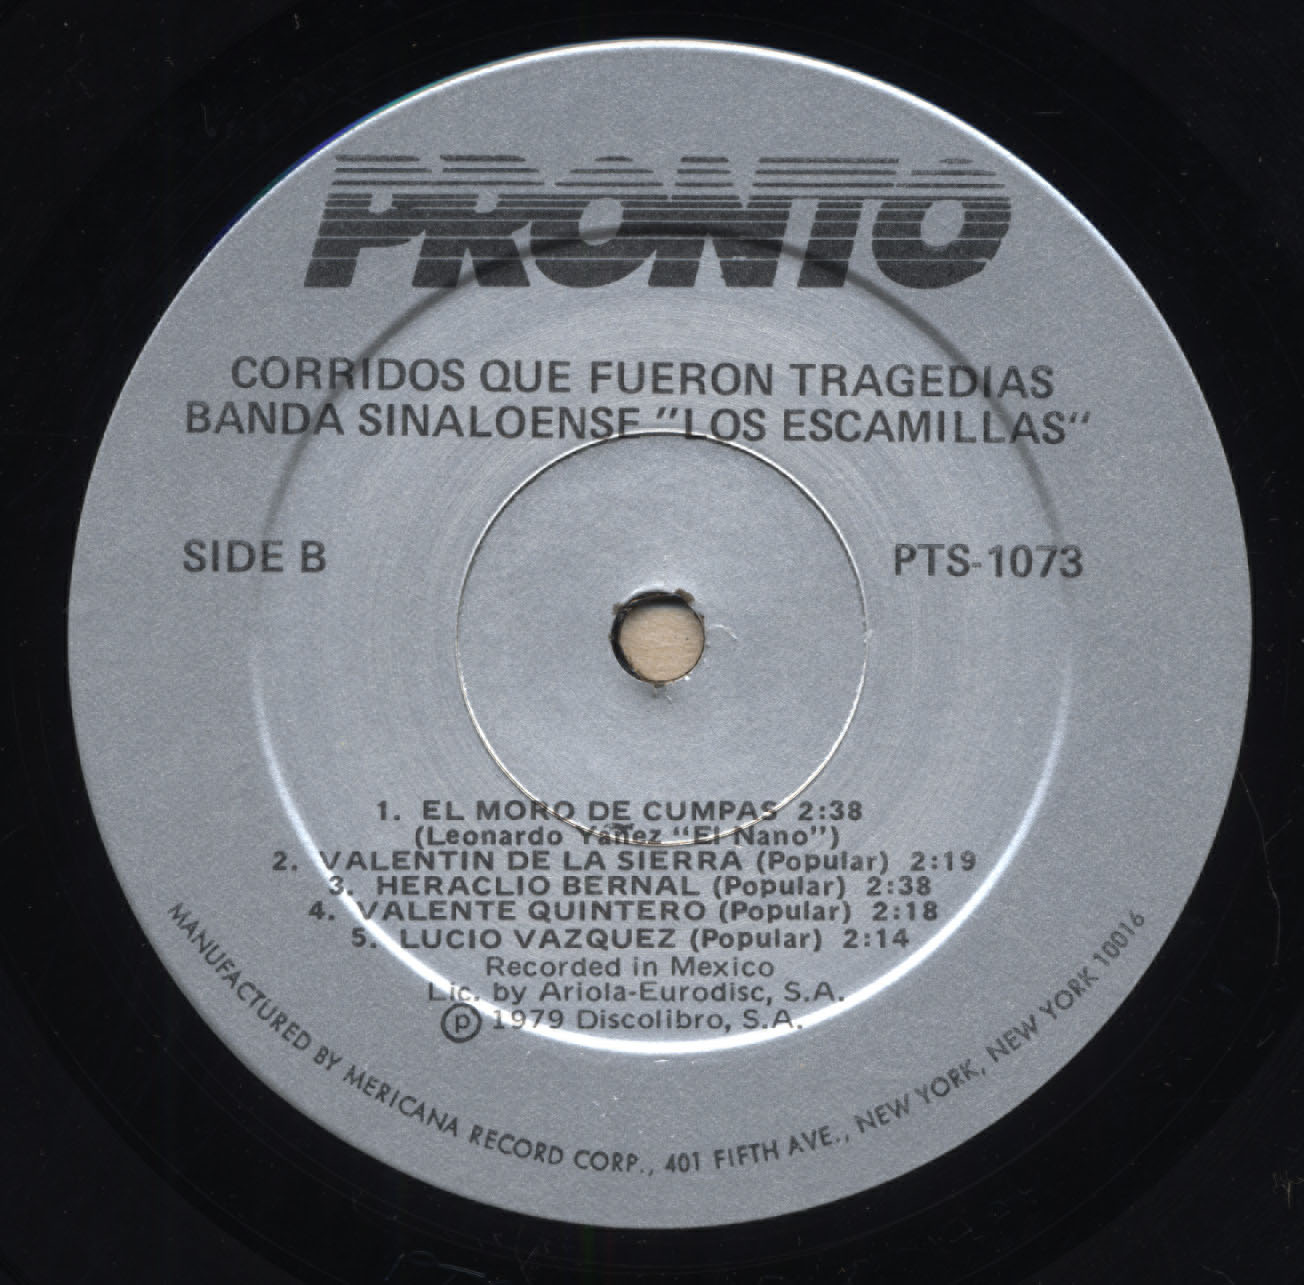 PRONTO
CORRIDOS QUE FUERON TRAGEDIAS
BANDA SINALOENSE "LOS ESCAMILLAS"
SIDE B
PTS-1073
1. EL MORO DE CUMPAS 2:38
(Leonardo Yáñez "El Nano")
2. VALENTIN DE LA SIERRA (Popular) 2:19
3. HERACLIO BERNAL (Popular) 2:38
4. VALENTE QUINTERO (Popular) 2:18
5. LUCIO VAZQUEZ (Popular) 2:14
Recorded in Mexico
Lic. by Ariola-Eurodisc, S.A.
℗ 1979 Discolibro, S.A.
MANUFACTURED BY MERICANA RECORD CORP., 401 FIFTH AVE., NEW YORK, NEW YORK 10016